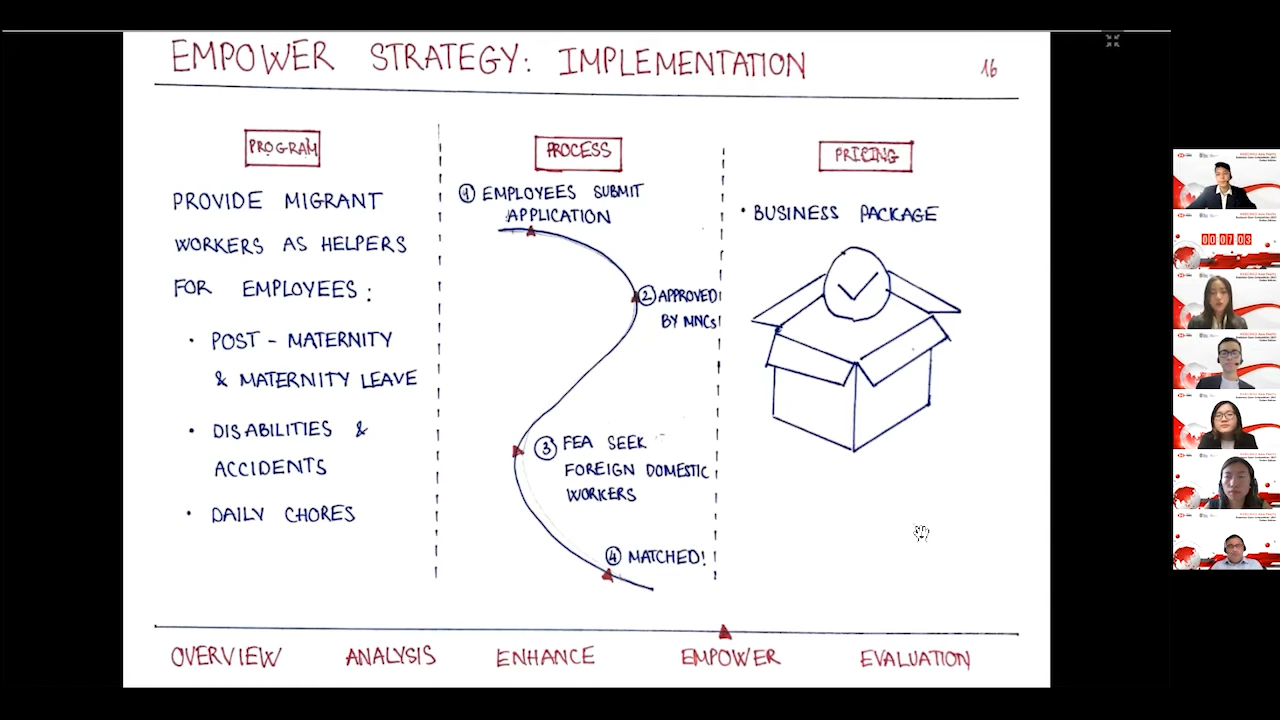 EMPOWER STRATEGY: IMPLEMENTATION
16
PROGRAM
PROVIDE MIGRANT
WORKERS AS HELPERS
FOR EMPLOYEES:
• POST - MATERNITY
& MATERNITY LEAVE
• DISABILITIES &
ACCIDENTS
• DAILY CHORES
PROCESS
① EMPLOYEES SUBMIT
APPLICATION
② APPROVED
BY MNCs
③ FEA SEEK
FOREIGN DOMESTIC
WORKERS
④ MATCHED!
PRICING
• BUSINESS PACKAGE
OVERVIEW ANALYSIS ENHANCE EMPOWER EVALUATION
00 07 03